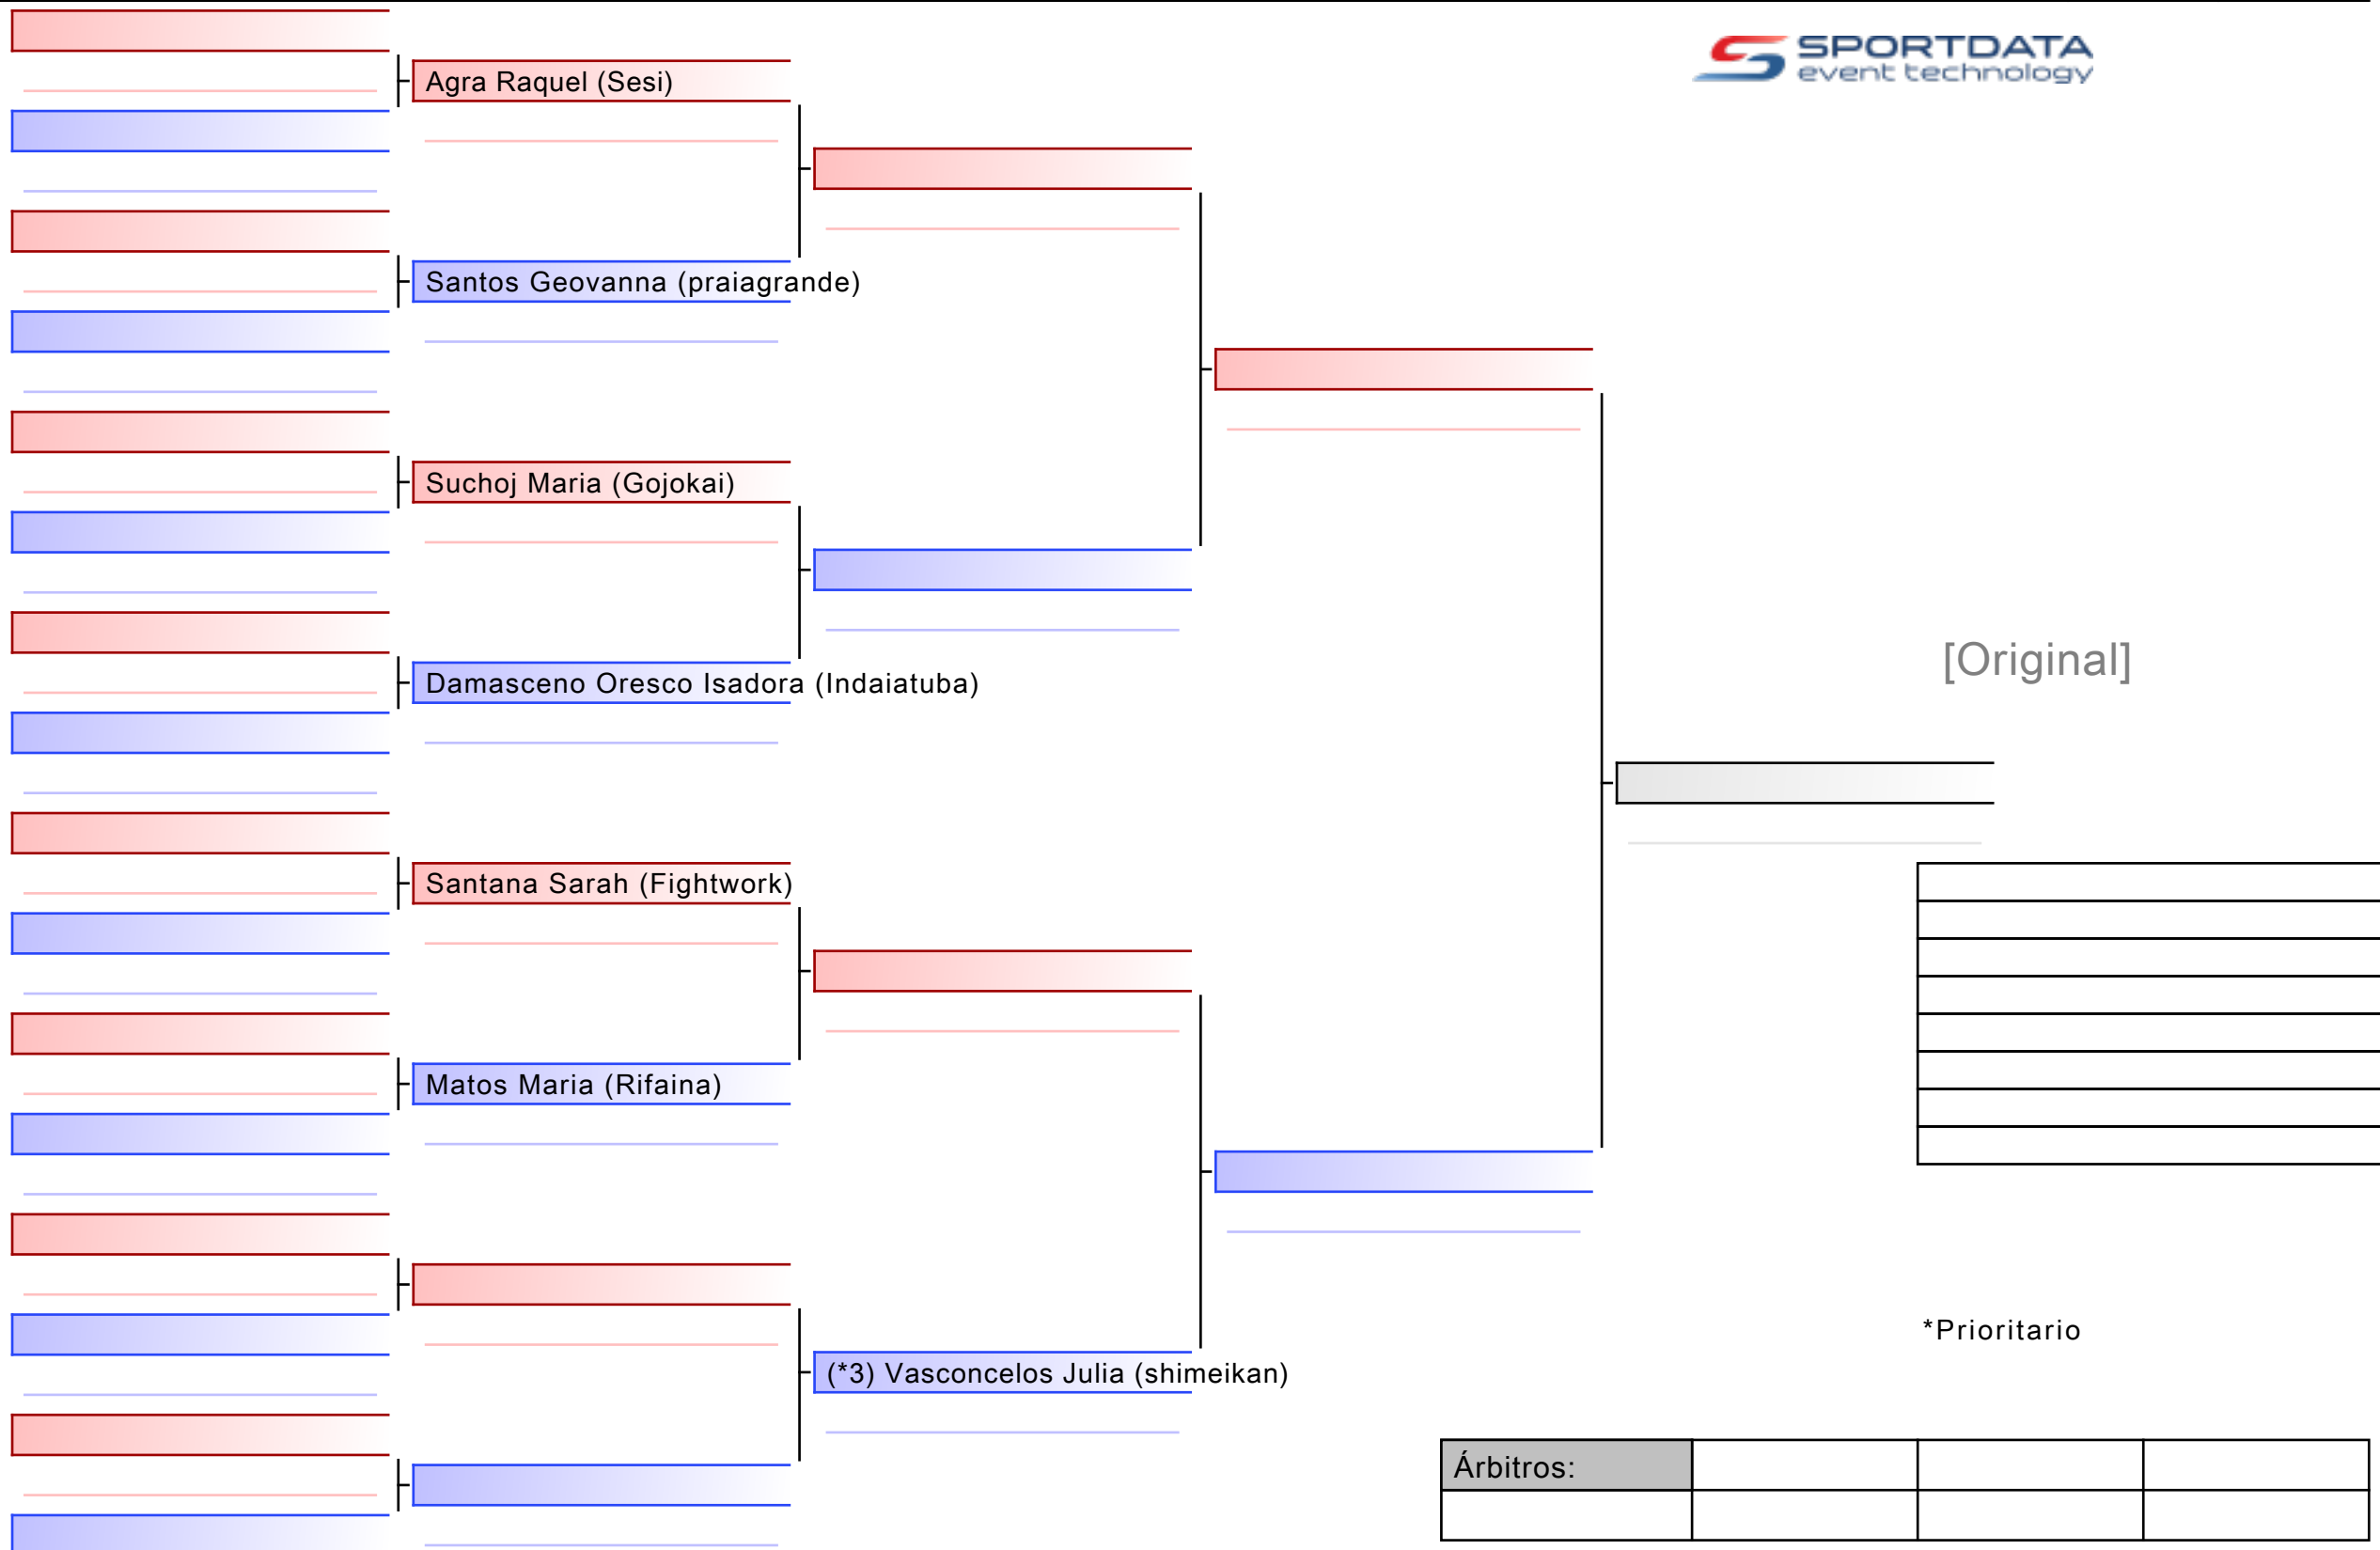 SPORTDATA
event technology
Agra Raquel (Sesi)
Santos Geovanna (praiagrande)
Suchoj Maria (Gojokai)
[Original]
Damasceno Oresco Isadora (Indaiatuba)
Santana Sarah (Fightwork)
Matos Maria (Rifaina)
*Prioritario
(*3) Vasconcelos Julia (shimeikan)
Árbitros: